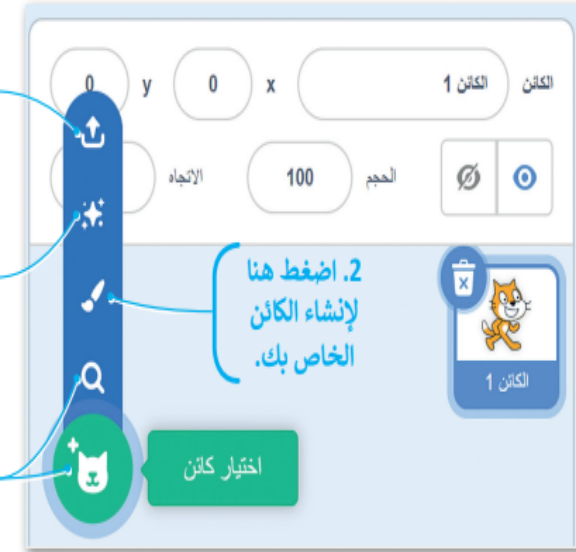 الكائن الكائن 1 x 0 y 0
الحجم 100 الاتجاه
2. اضغط هنا
لإنشاء الكائن
الخاص بك.
الكائن 1
اختيار كائن